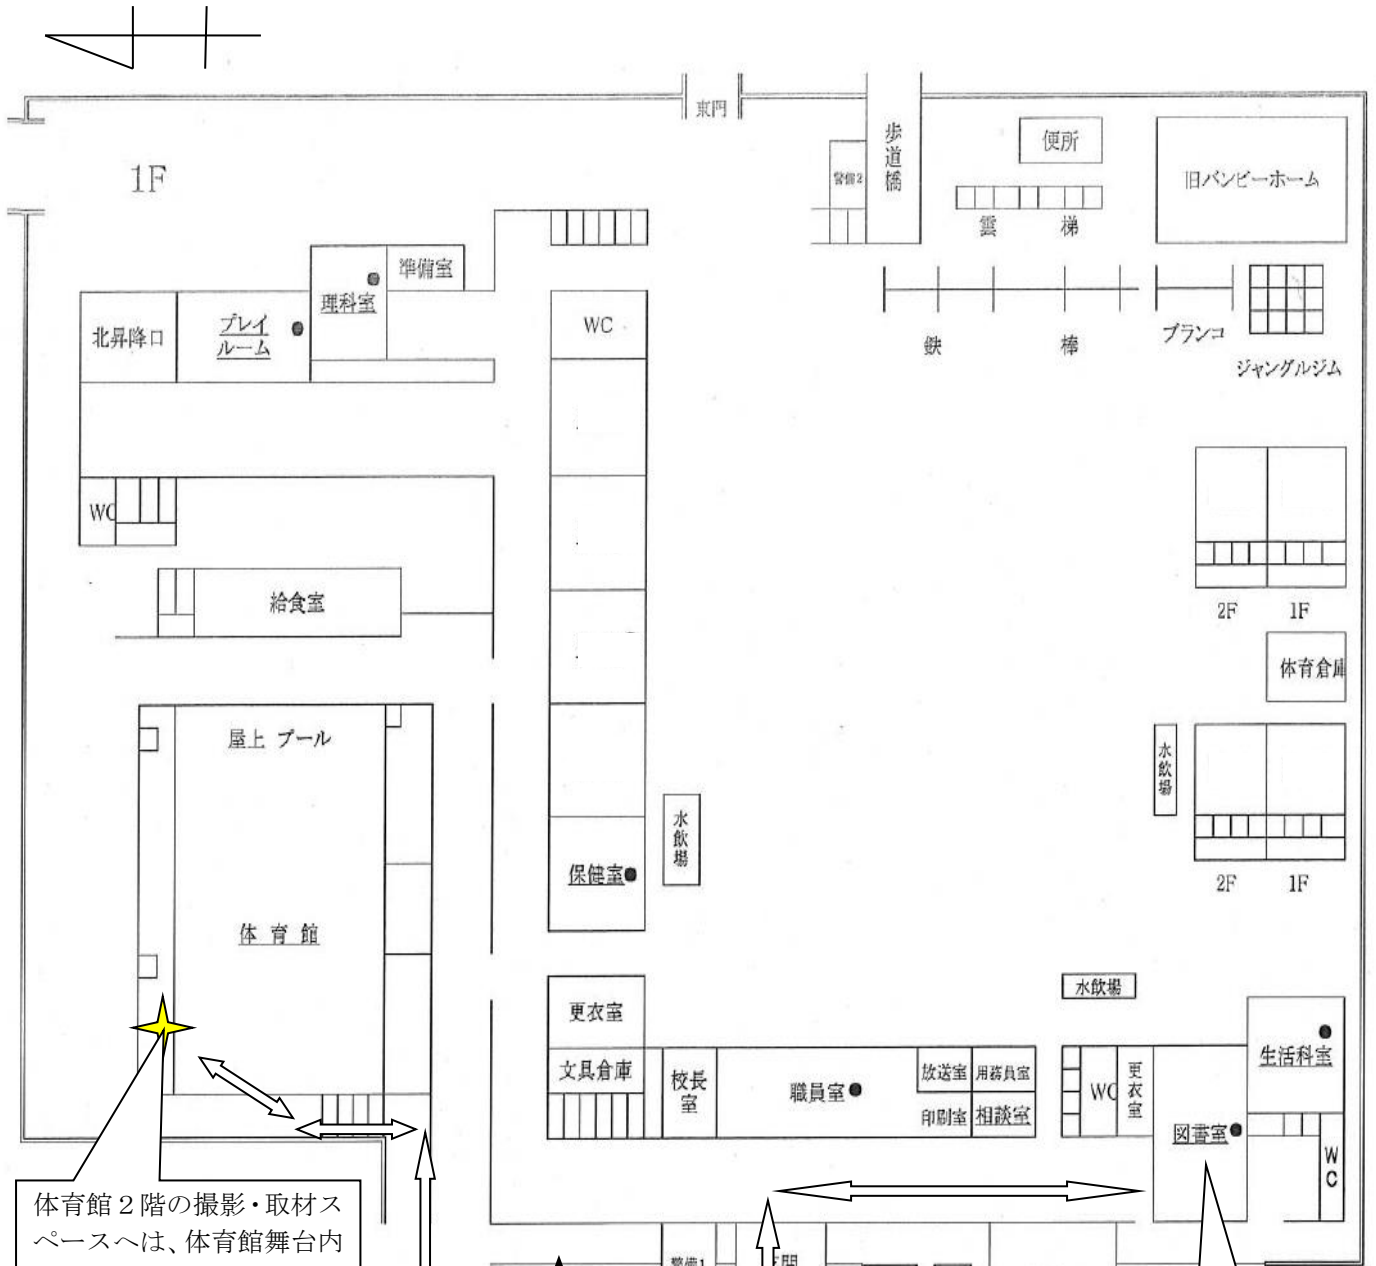 東門
1F
歩道橋
便所
警備2
旧バンビーホーム
雲梯
準備室
理科室
北昇降口
プレイ
ルーム
WC
鉄棒
ブランコ
ジャングルジム
WC
給食室
2F 1F
体育倉庫
屋上 プール
水飲場
水飲場
保健室
2F 1F
体育館
水飲場
更衣室
生活科室
文具倉庫
校長室
職員室
放送室
用務員室
印刷室
相談室
WC
更衣室
図書室
WC
体育館2階の撮影・取材ス
ペースへは、体育館舞台内
警備1